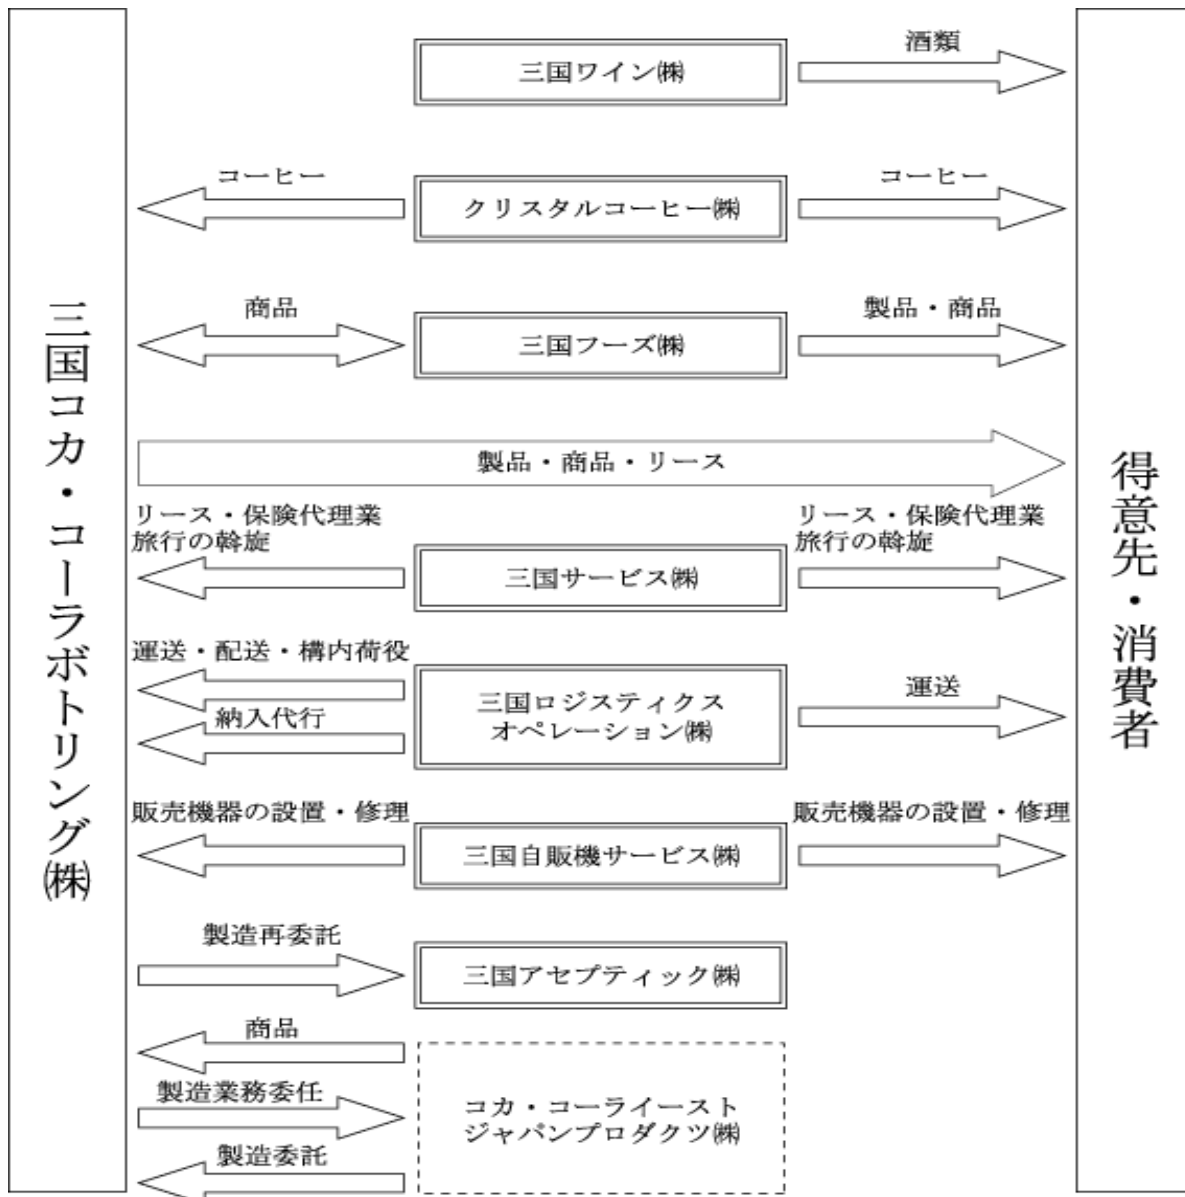 三国コカ・コーラボトリング㈱
酒類
三国ワイン㈱
コーヒー
クリスタルコーヒー㈱
コーヒー
商品
三国フーズ㈱
製品・商品
製品・商品・リース
リース・保険代理業
旅行の斡旋
三国サービス㈱
リース・保険代理業
旅行の斡旋
運送・配送・構内荷役
納入代行
三国ロジスティクス
オペレーション㈱
運送
販売機器の設置・修理
三国自販機サービス㈱
販売機器の設置・修理
製造再委託
三国アセプティック㈱
商品
製造業務委任
製造委託
コカ・コーライースト
ジャパンプロダクツ㈱
得意先・消費者